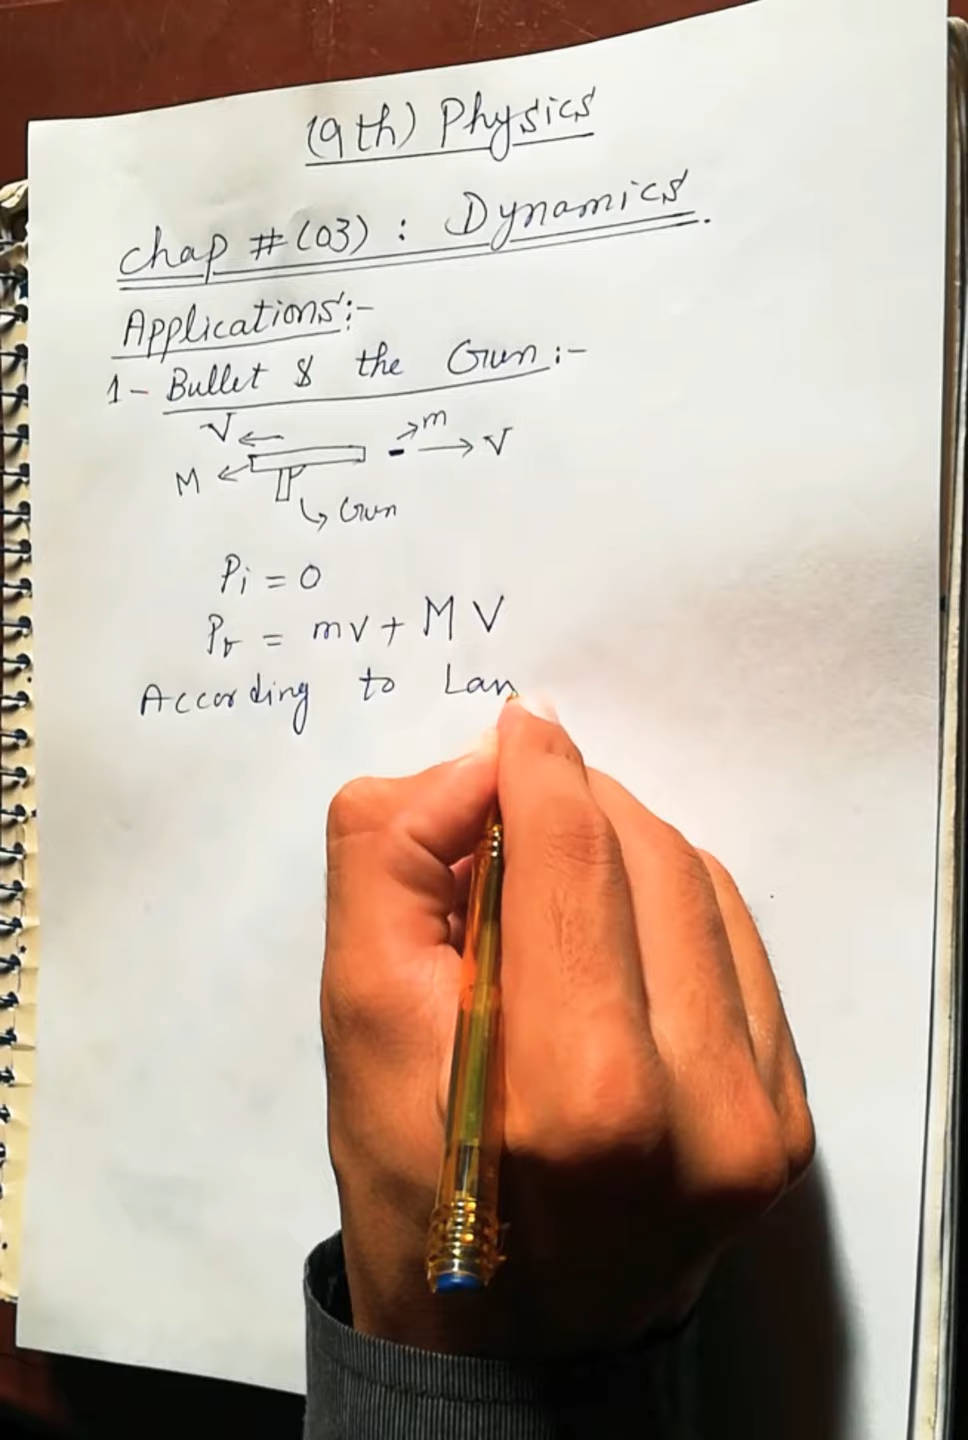 (9th) Physics
Chap # (03) : Dynamics.
Applications:-
1- Bullet & the Gun:-
V m
M V
Gun
Pi = 0
Pf = mv + MV
According to Law